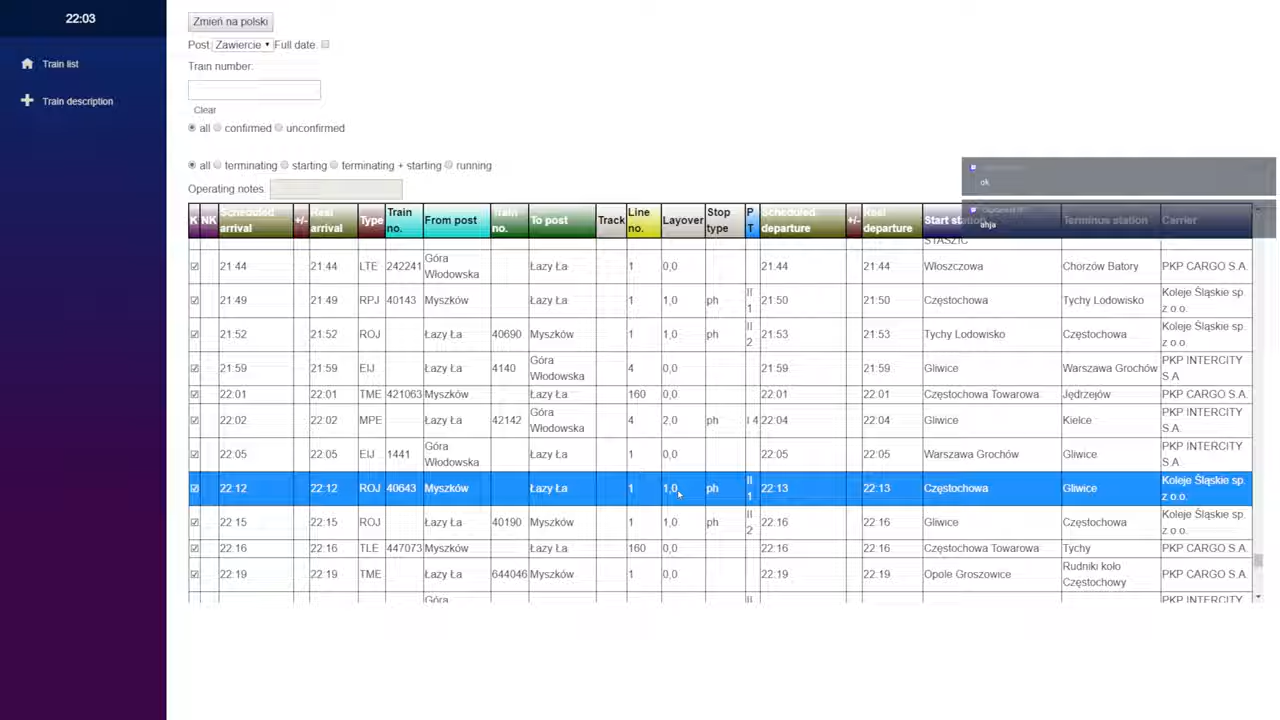 22:03
Train list
Train description
Zmień na polski
Post: Zawiercie Full date:
Train number:
Clear
all confirmed unconfirmed
all terminating starting terminating + starting running
Operating notes
K NK Scheduled arrival +/- Real arrival Type Train no. From post Train no. To post Track Line no. Layover Stop type P T Scheduled departure +/- Real departure Start Terminus station Carrier
ok
ahja
STASZIC
21:44 21:44 LTE 242241 Góra Włodowska Łazy Ła 1 0,0 21:44 21:44 Włoszczowa Chorzów Batory PKP CARGO S.A.
21:49 21:49 RPJ 40143 Myszków Łazy Ła 1 1,0 ph II 1 21:50 21:50 Częstochowa Tychy Lodowisko Koleje Śląskie sp. z o.o.
21:52 21:52 ROJ Łazy Ła 40690 Myszków 1 1,0 ph II 2 21:53 21:53 Tychy Lodowisko Częstochowa Koleje Śląskie sp. z o.o.
21:59 21:59 EIJ Łazy Ła 4140 Góra Włodowska 4 0,0 21:59 21:59 Gliwice Warszawa Grochów PKP INTERCITY S.A
22:01 22:01 TME 421063 Myszków Łazy Ła 160 0,0 22:01 22:01 Częstochowa Towarowa Jędrzejów PKP CARGO S.A.
22:02 22:02 MPE Łazy Ła 42142 Góra Włodowska 4 2,0 ph I 4 22:04 22:04 Gliwice Kielce PKP INTERCITY S.A.
22:05 22:05 EIJ 1441 Góra Włodowska Łazy Ła 1 0,0 22:05 22:05 Warszawa Grochów Gliwice PKP INTERCITY S.A
22:12 22:12 ROJ 40643 Myszków Łazy Ła 1 1,0 ph II 1 22:13 22:13 Częstochowa Gliwice Koleje Śląskie sp. z o.o.
22:15 22:15 ROJ Łazy Ła 40190 Myszków 1 1,0 ph II 2 22:16 22:16 Gliwice Częstochowa Koleje Śląskie sp. z o.o.
22:16 22:16 TLE 447073 Myszków Łazy Ła 160 0,0 22:16 22:16 Częstochowa Towarowa Tychy PKP CARGO S.A.
22:19 22:19 TME Łazy Ła 644046 Myszków 1 0,0 22:19 22:19 Opole Groszowice Rudniki koło Częstochowy PKP CARGO S.A.
Góra II PKP INTERCITY